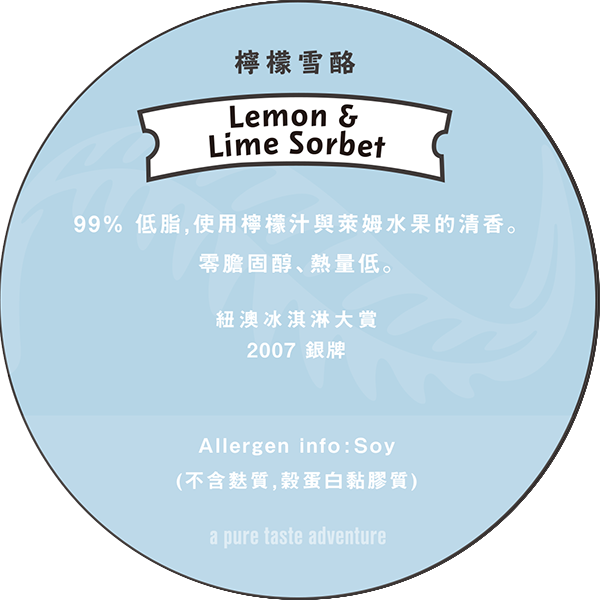 檸檬雪酪
Lemon &
Lime Sorbet
99% 低脂,使用檸檬汁與萊姆水果的清香。
零膽固醇、熱量低。
紐澳冰淇淋大賞
2007 銀牌
Allergen info:Soy
(不含麩質,穀蛋白黏膠質)
a pure taste adventure